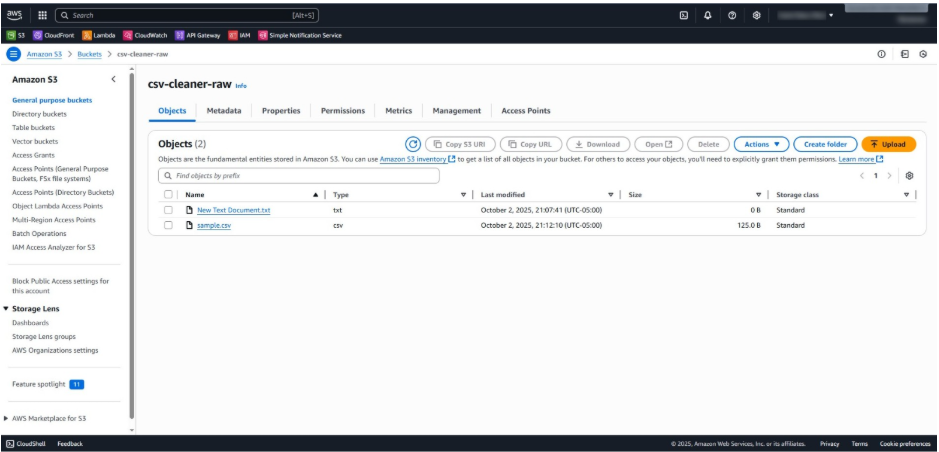 aws Search [Alt+S]
S3 CloudFront Lambda CloudWatch API Gateway IAM Simple Notification Service
Amazon S3 > Buckets > csv-cleaner-raw
Amazon S3
General purpose buckets
Directory buckets
Table buckets
Vector buckets
Access Grants
Access Points (General Purpose
Buckets, FSx file systems)
Access Points (Directory Buckets)
Object Lambda Access Points
Multi-Region Access Points
Batch Operations
IAM Access Analyzer for S3
Block Public Access settings for
this account
Storage Lens
Dashboards
Storage Lens groups
AWS Organizations settings
Feature spotlight 11
AWS Marketplace for S3
csv-cleaner-raw Info
Objects Metadata Properties Permissions Metrics Management Access Points
Objects (2) Copy S3 URI Copy URL Download Open Delete Actions Create folder Upload
Objects are the fundamental entities stored in Amazon S3. You can use Amazon S3 inventory to get a list of all objects in your bucket. For others to access your objects, you'll need to explicitly grant them permissions. Learn more
Find objects by prefix < 1 >
Name Type Last modified Size Storage class
New Text Document.txt txt October 2, 2025, 21:07:41 (UTC-05:00) 0 B Standard
sample.csv csv October 2, 2025, 21:12:10 (UTC-05:00) 125.0 B Standard
CloudShell Feedback © 2025, Amazon Web Services, Inc. or its affiliates. Privacy Terms Cookie preferences